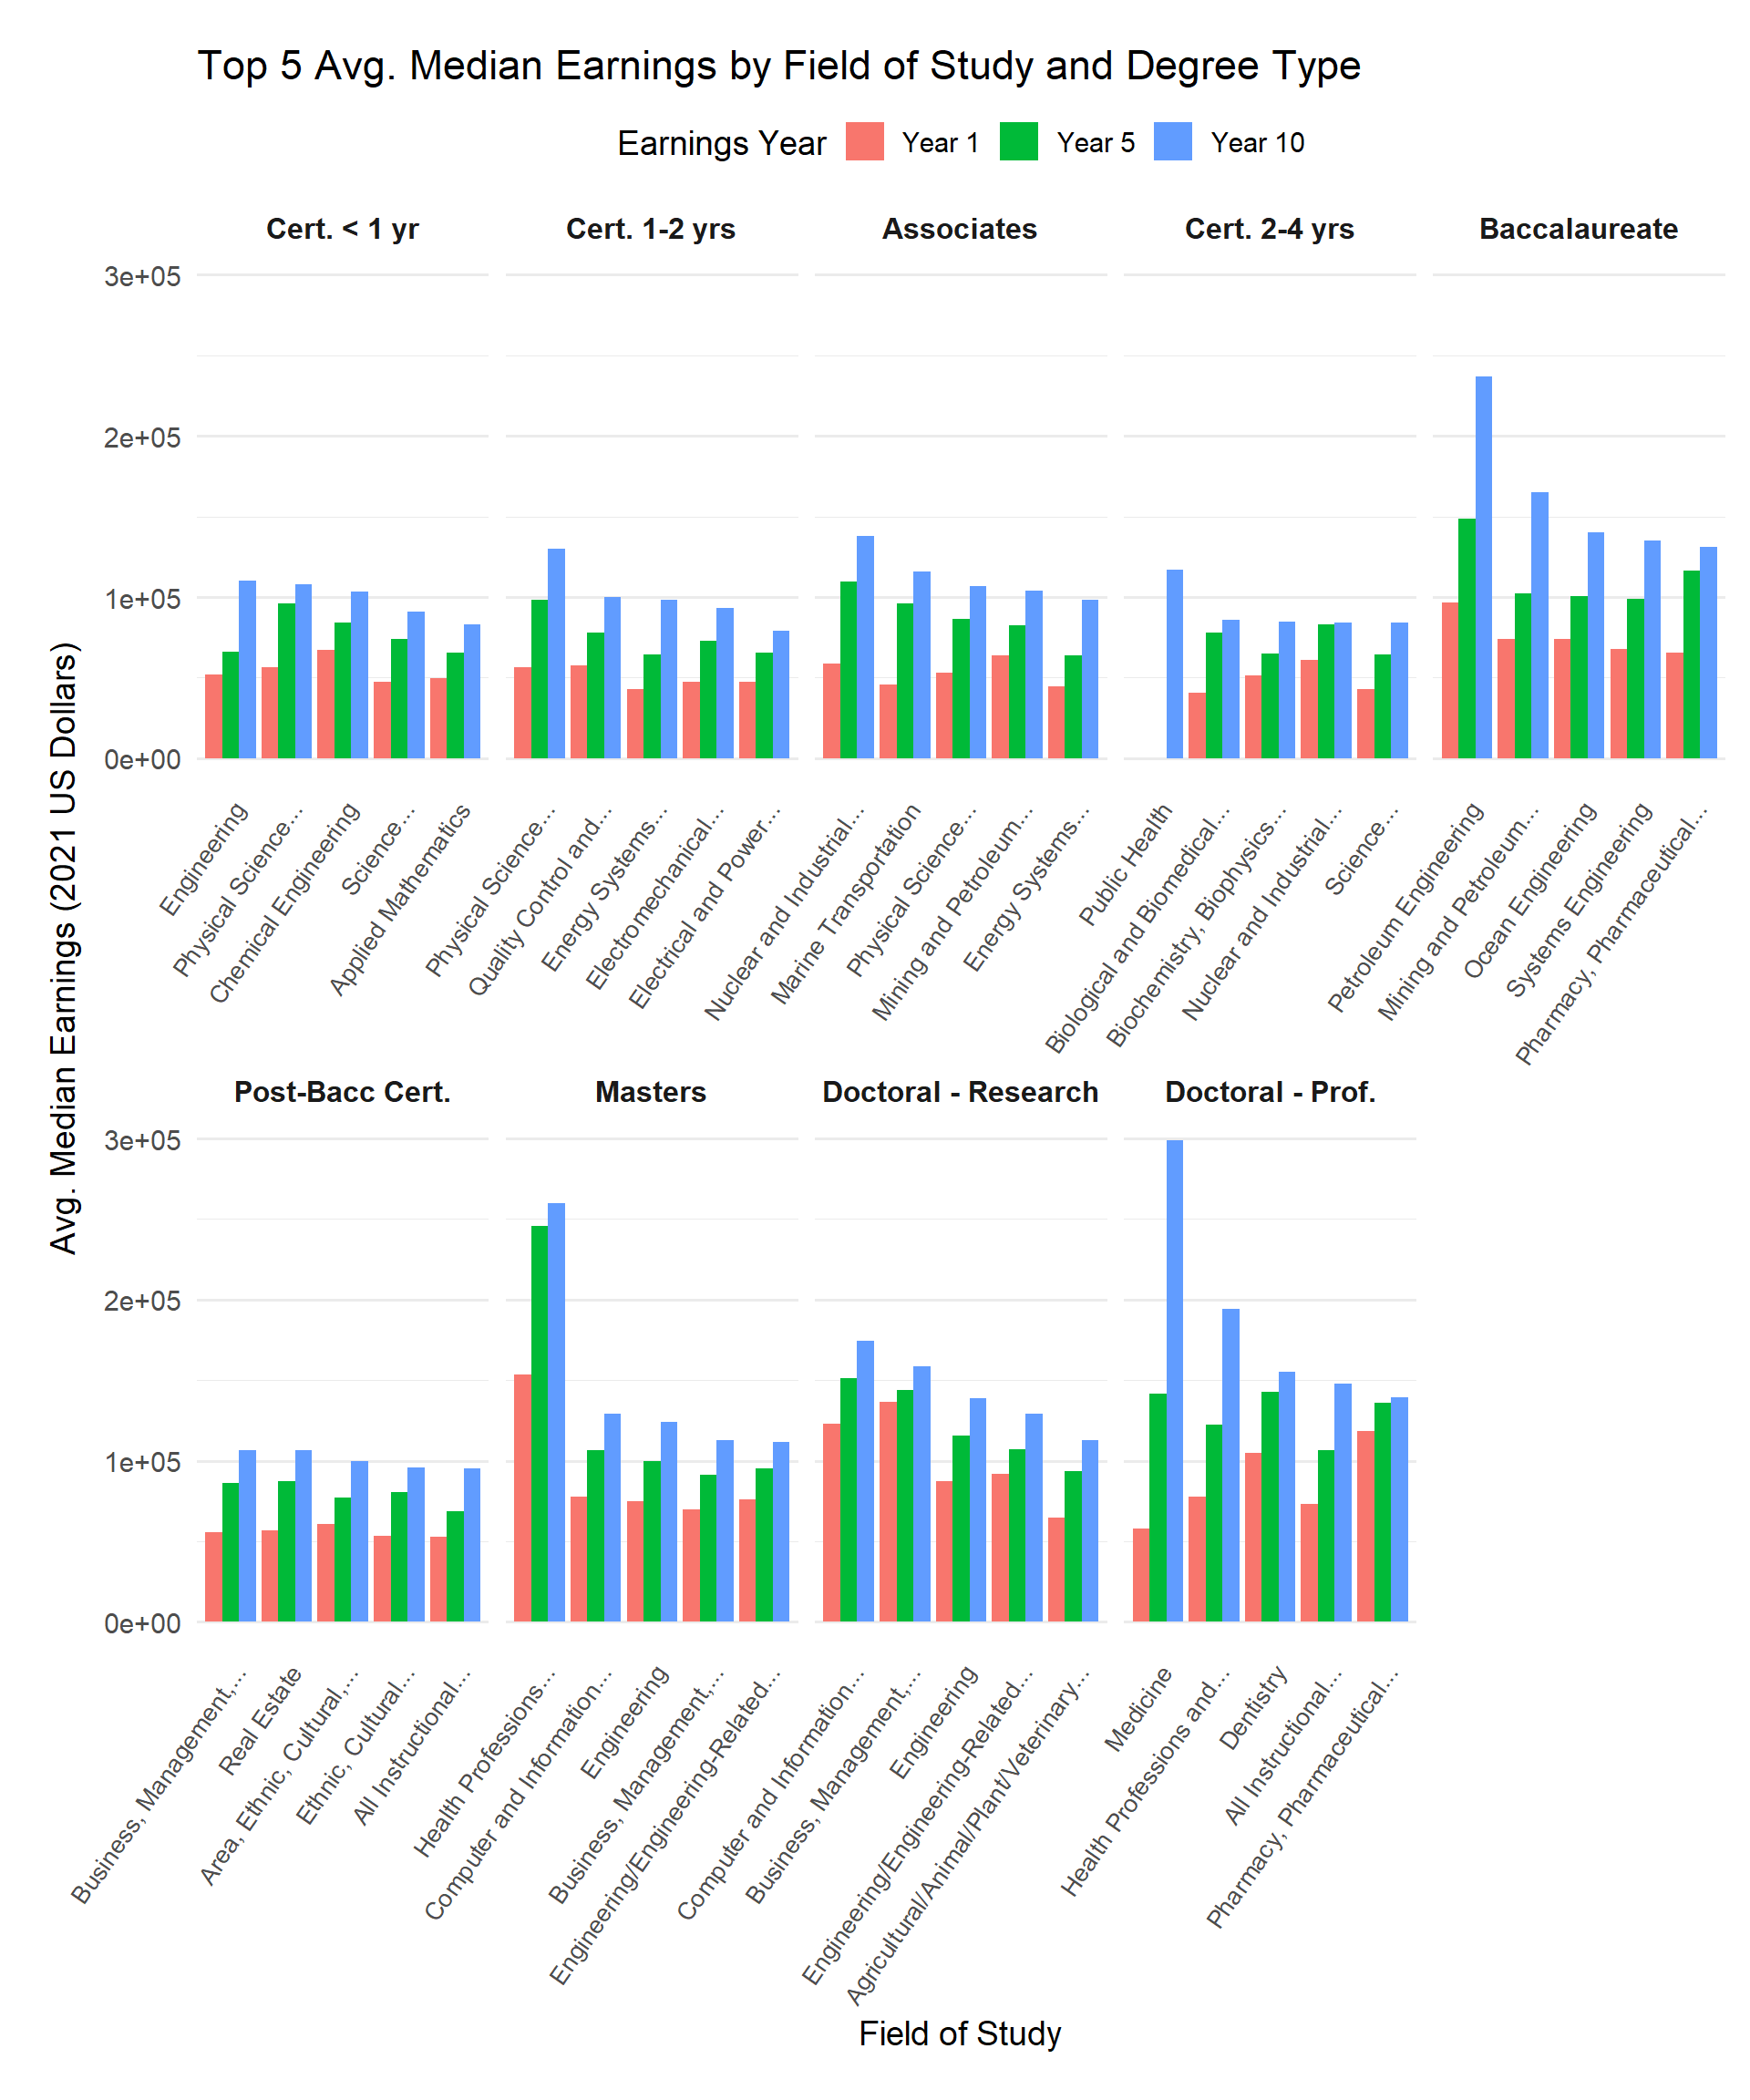 Top 5 Avg. Median Earnings by Field of Study and Degree Type
Earnings Year Year 1 Year 5 Year 10
Avg. Median Earnings (2021 US Dollars)
Cert. < 1 yr
Cert. 1-2 yrs
Associates
Cert. 2-4 yrs
Baccalaureate
3e+05
2e+05
1e+05
0e+00
Engineering
Physical Science...
Chemical Engineering
Science...
Applied Mathematics
Physical Science...
Quality Control and...
Energy Systems...
Electromechanical...
Electrical and Power...
Nuclear and Industrial...
Marine Transportation
Physical Science...
Mining and Petroleum...
Energy Systems...
Public Health
Biological and Biomedical...
Biochemistry, Biophysics...
Nuclear and Industrial...
Science...
Petroleum Engineering
Mining and Petroleum...
Ocean Engineering
Systems Engineering
Pharmacy, Pharmaceutical...
Post-Bacc Cert.
Masters
Doctoral - Research
Doctoral - Prof.
3e+05
2e+05
1e+05
0e+00
Business, Management,...
Real Estate
Area, Ethnic, Cultural,...
Ethnic, Cultural...
All Instructional...
Health Professions...
Computer and Information...
Engineering
Business, Management,...
Engineering/Engineering-Related...
Computer and Information...
Business, Management,...
Engineering
Engineering/Engineering-Related...
Agricultural/Animal/Plant/Veterinary...
Medicine
Health Professions and...
Dentistry
All Instructional...
Pharmacy, Pharmaceutical...
Field of Study